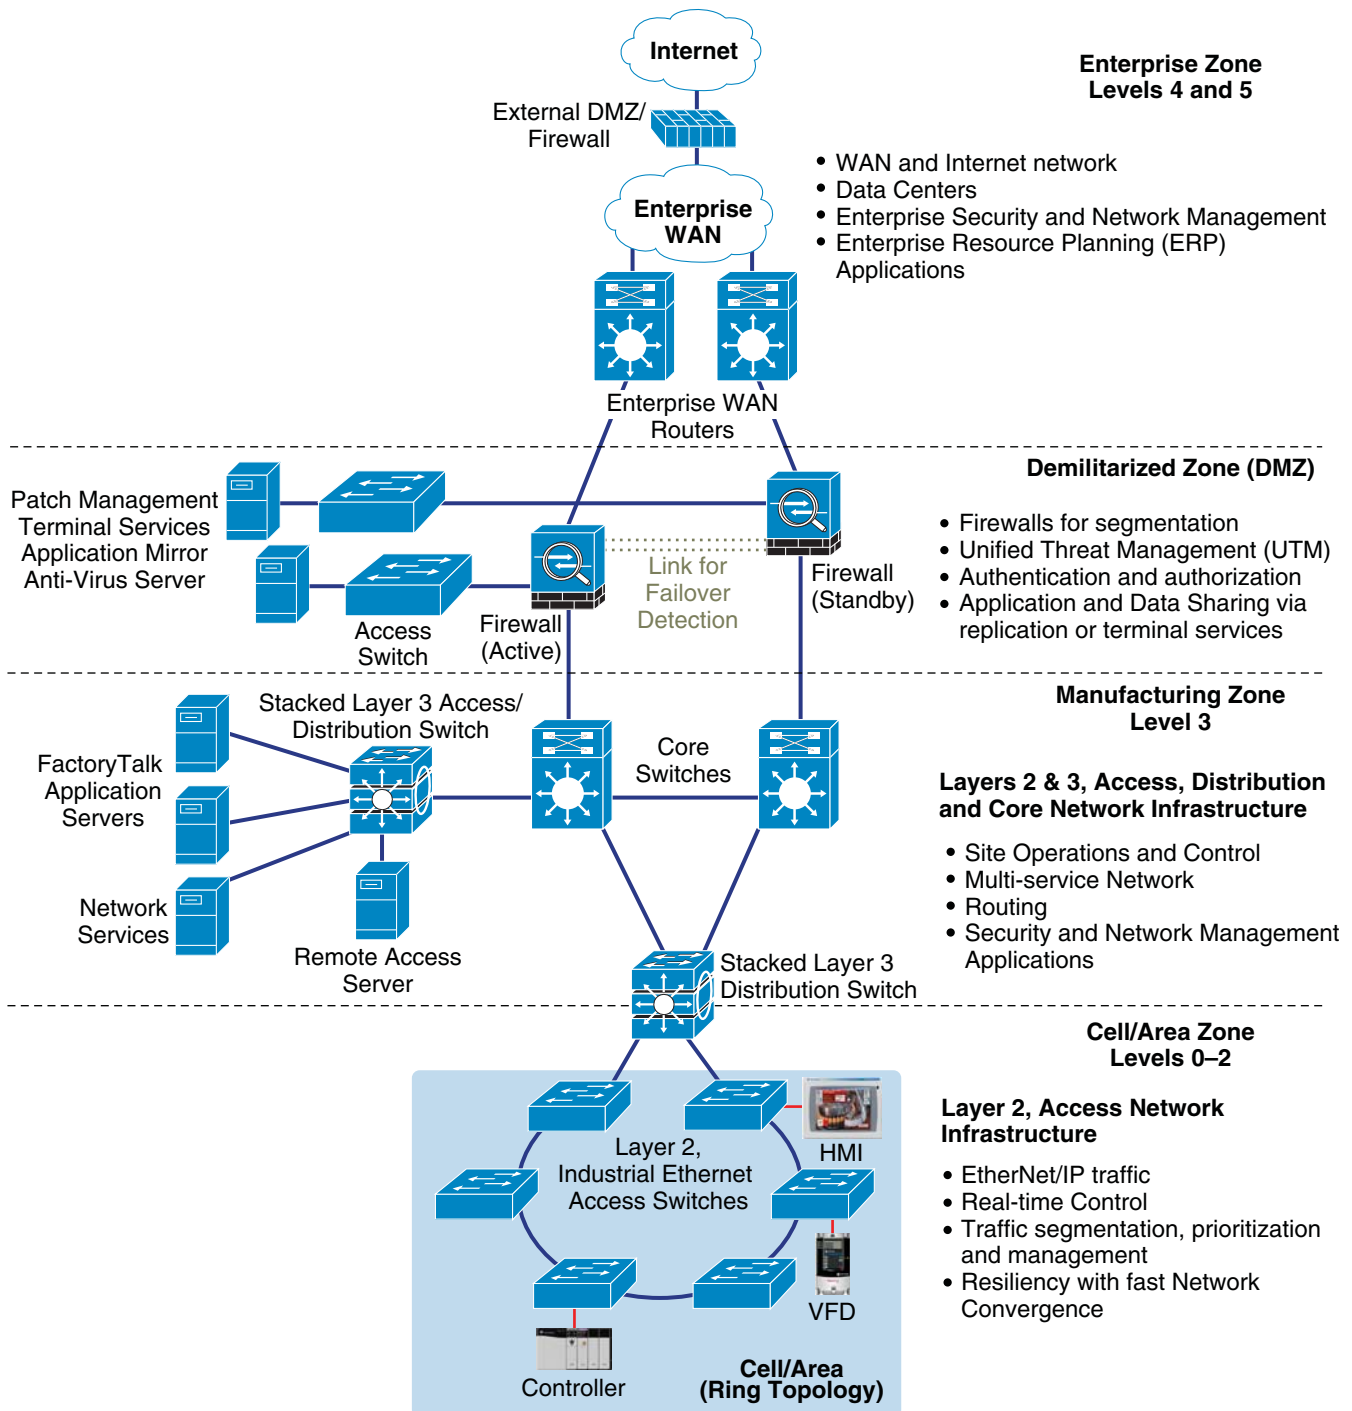 Internet
External DMZ/
Firewall
Enterprise
WAN
Enterprise WAN
Routers
Enterprise Zone
Levels 4 and 5
• WAN and Internet network
• Data Centers
• Enterprise Security and Network Management
• Enterprise Resource Planning (ERP)
Applications
Patch Management
Terminal Services
Application Mirror
Anti-Virus Server
Access
Switch
Firewall
(Active)
Link for
Failover
Detection
Firewall
(Standby)
Demilitarized Zone (DMZ)
• Firewalls for segmentation
• Unified Threat Management (UTM)
• Authentication and authorization
• Application and Data Sharing via
replication or terminal services
Stacked Layer 3 Access/
Distribution Switch
FactoryTalk
Application
Servers
Network
Services
Remote Access
Server
Core
Switches
Stacked Layer 3
Distribution Switch
Manufacturing Zone
Level 3
Layers 2 & 3, Access, Distribution
and Core Network Infrastructure
• Site Operations and Control
• Multi-service Network
• Routing
• Security and Network Management
Applications
Layer 2,
Industrial Ethernet
Access Switches
HMI
VFD
Controller
Cell/Area
(Ring Topology)
Cell/Area Zone
Levels 0–2
Layer 2, Access Network
Infrastructure
• EtherNet/IP traffic
• Real-time Control
• Traffic segmentation, prioritization
and management
• Resiliency with fast Network
Convergence